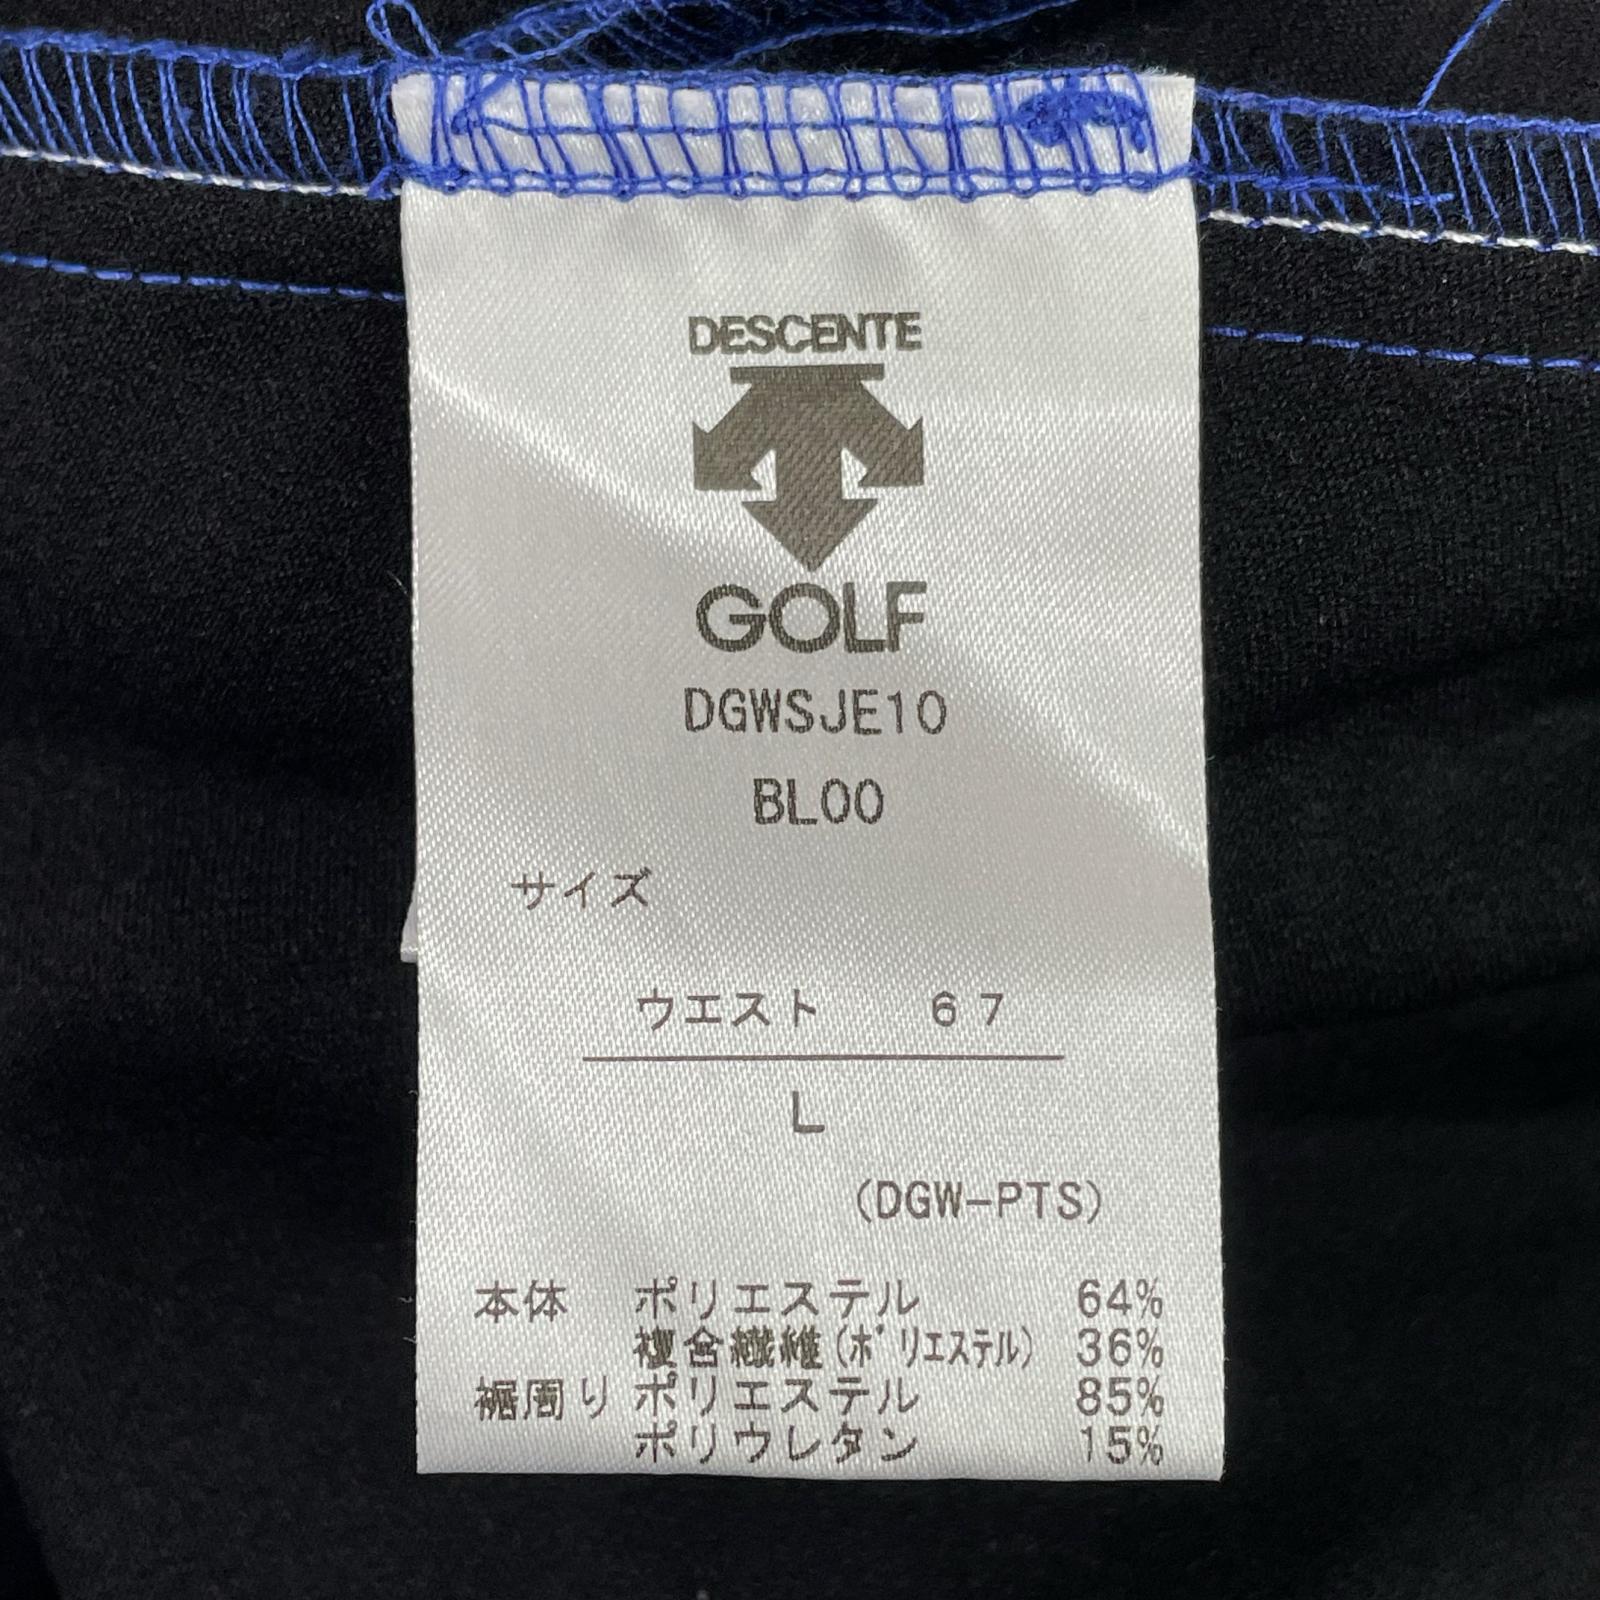 DESCENTE
GOLF
DGWSJE10
BL00
サイズ
ウエスト 67
L
(DGW-PTS)
本体 ポリエステル 64%
複合繊維(ポリエステル) 36%
裾周り ポリエステル 85%
ポリウレタン 15%